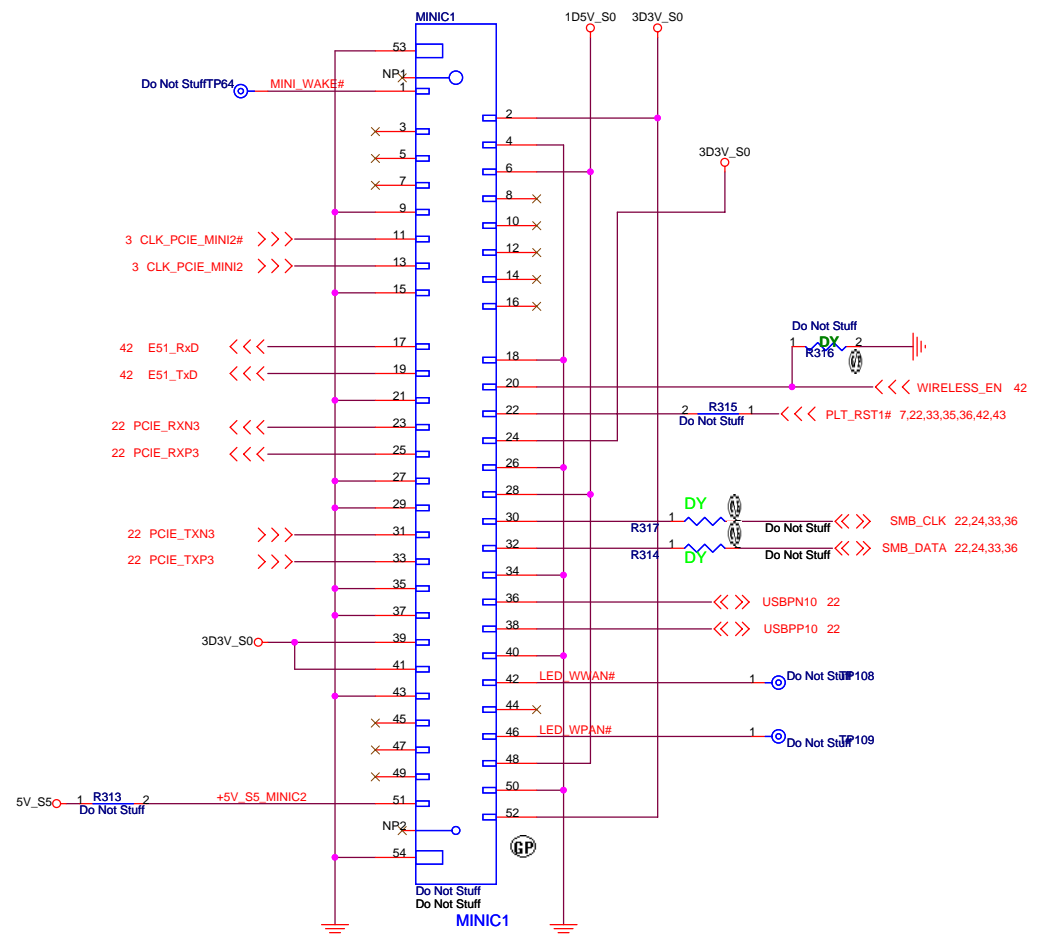 MINIC1
1D5V_S0 3D3V_S0
53
NP1
Do Not Stuff TP64 MINI_WAKE# 1
2
3
4
5
6
3D3V_S0
7
8
9
10
3 CLK_PCIE_MINI2# 11
12
3 CLK_PCIE_MINI2 13
14
15
16
Do Not Stuff
42 E51_RxD 17
1 DY 2
R316
18
42 E51_TxD 19
20 WIRELESS_EN 42
21
22 2 R315 1 PLT_RST1# 7,22,33,35,36,42,43
Do Not Stuff
22 PCIE_RXN3 23
24
22 PCIE_RXP3 25
26
27
28
29
DY
30 R317 1 2 Do Not Stuff SMB_CLK 22,24,33,36
22 PCIE_TXN3 31
32 R314 1 2 Do Not Stuff SMB_DATA 22,24,33,36
DY
22 PCIE_TXP3 33
34
35
36 USBPN10 22
37
38 USBPP10 22
3D3V_S0 39
40
41
42 LED_WWAN# 1 Do Not Stuff TP108
43
44
45
46 LED_WPAN# 1 Do Not Stuff TP109
47
48
49
50
5V_S5 1 R313 2 +5V_S5_MINIC2 51
Do Not Stuff
52
NP2
GP
54
Do Not Stuff
Do Not Stuff
MINIC1